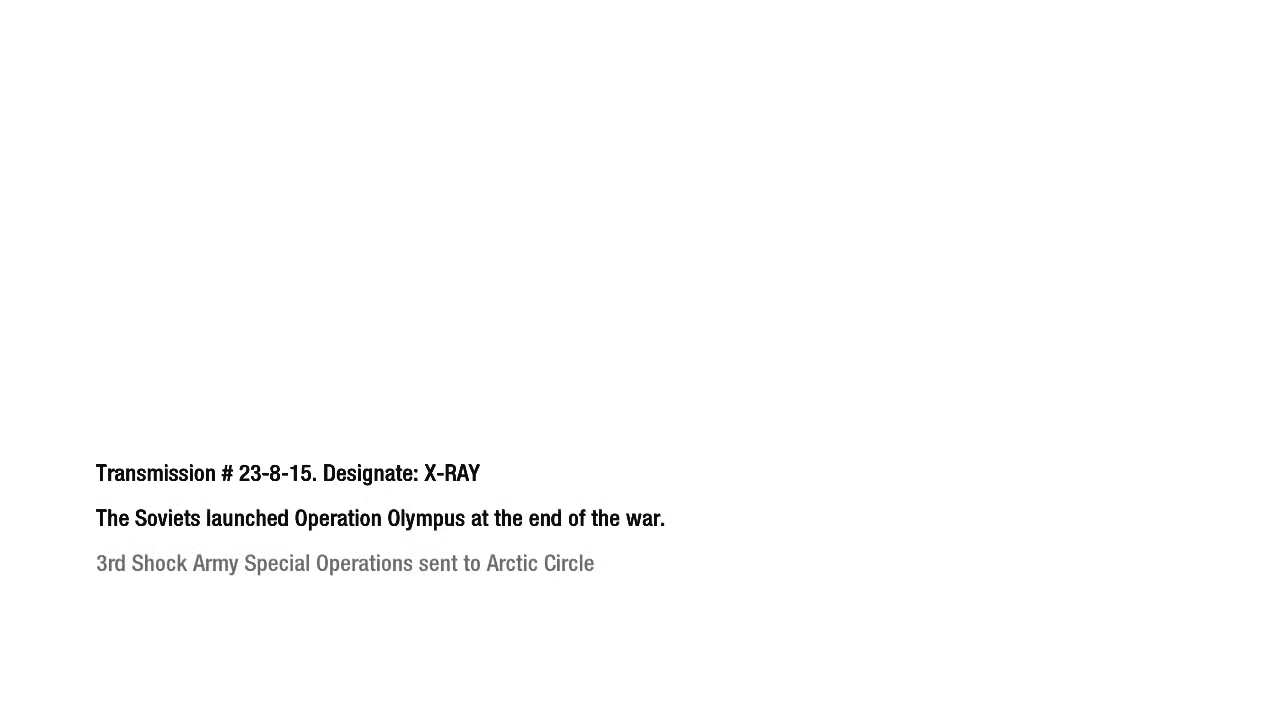 Transmission # 23-8-15. Designate: X-RAY
The Soviets launched Operation Olympus at the end of the war.
3rd Shock Army Special Operations sent to Arctic Circle